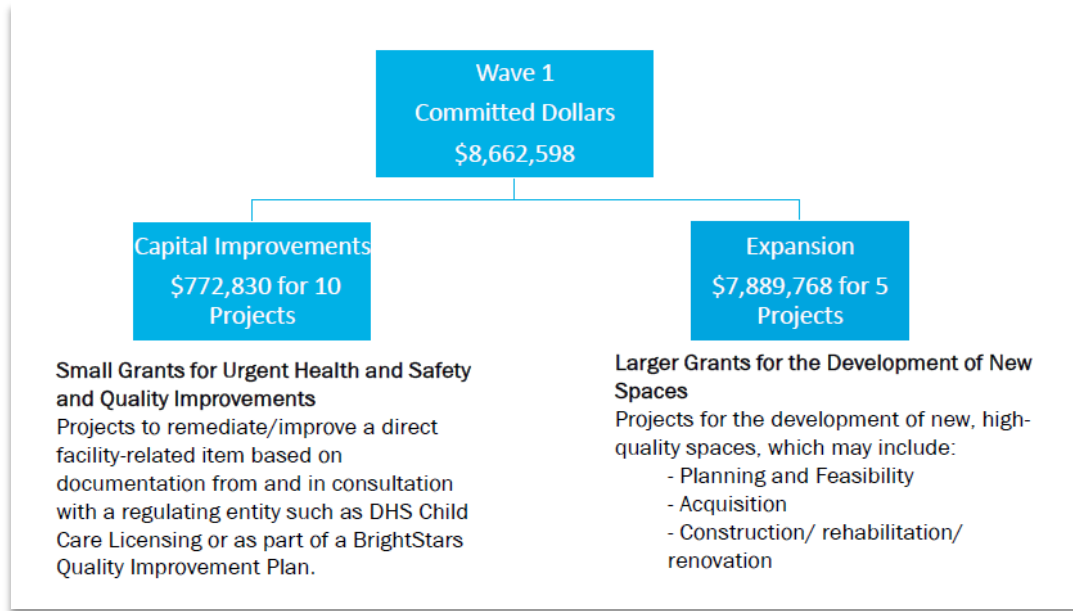 Wave 1
Committed Dollars
$8,662,598
Capital Improvements
$772,830 for 10
Projects
Expansion
$7,889,768 for 5
Projects
Small Grants for Urgent Health and Safety
and Quality Improvements
Projects to remediate/improve a direct
facility-related item based on
documentation from and in consultation
with a regulating entity such as DHS Child
Care Licensing or as part of a BrightStars
Quality Improvement Plan.
Larger Grants for the Development of New
Spaces
Projects for the development of new, high-
quality spaces, which may include:
- Planning and Feasibility
- Acquisition
- Construction/ rehabilitation/
renovation